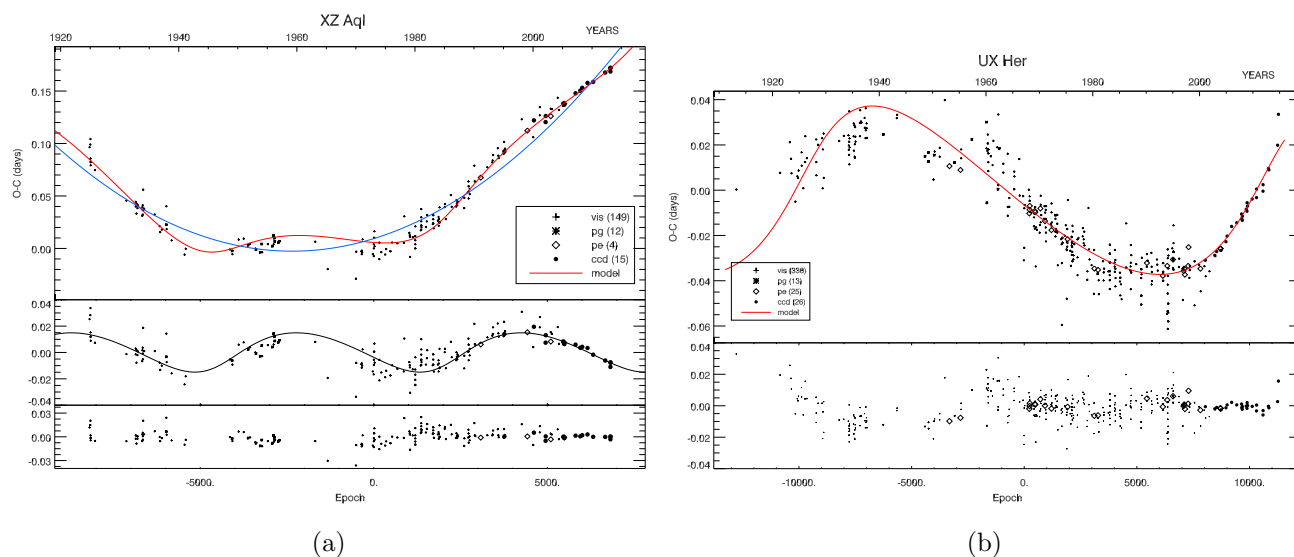 XZ Aql
1920 1940 1960 1980 2000 YEARS
0.15
0.10
0.05
0.00
O-C (days)
vis (149)
pg (12)
pe (4)
ccd (15)
model
0.04
0.02
0.00
-0.02
-0.04
0.03
0.00
-0.03
-5000. 0. 5000.
Epoch
(a)
UX Her
1920 1940 1960 1980 2000 YEARS
0.04
0.02
0.00
-0.02
-0.04
-0.06
O-C (days)
vis (338)
pg (13)
pe (25)
ccd (26)
model
0.04
0.02
0.00
-0.02
-0.04
-10000. -5000. 0. 5000. 10000.
Epoch
(b)